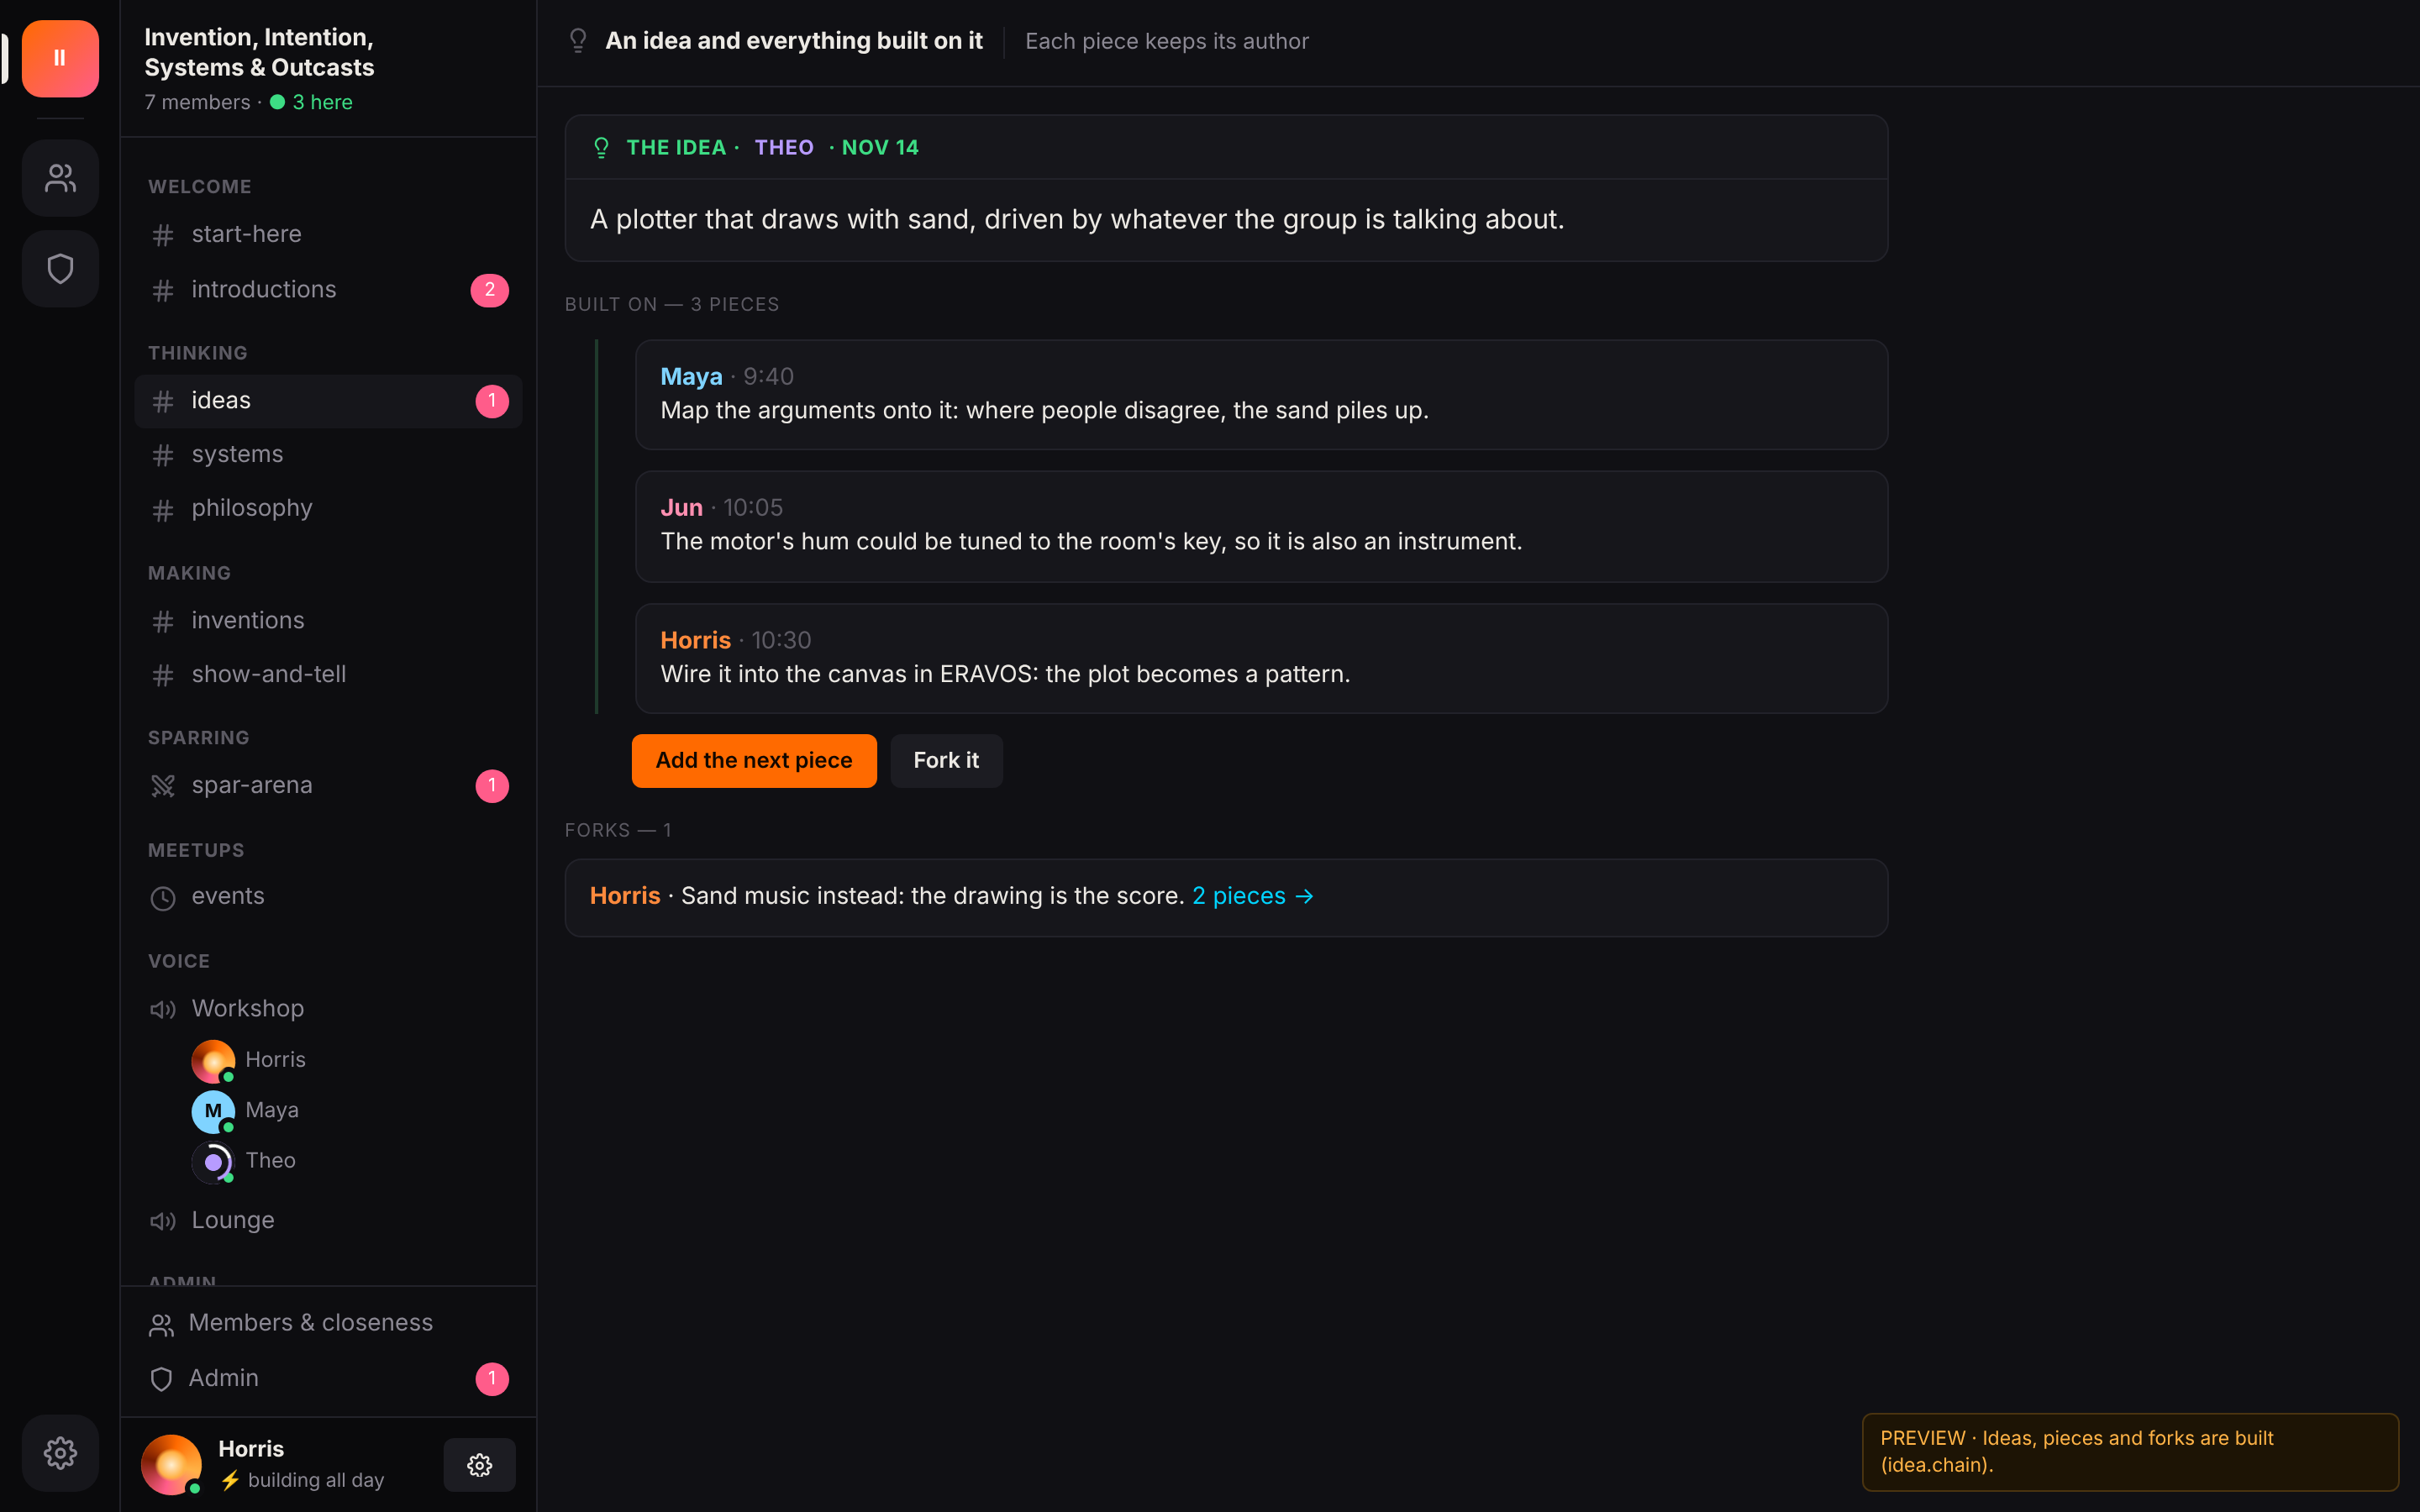 II
Invention, Intention,
Systems & Outcasts
7 members · 3 here
WELCOME
start-here
introductions 2
THINKING
ideas 1
systems
philosophy
MAKING
inventions
show-and-tell
SPARRING
spar-arena 1
MEETUPS
events
VOICE
Workshop
Horris
M Maya
Theo
Lounge
ADMIN
Members & closeness
Admin 1
Horris
⚡ building all day
An idea and everything built on it Each piece keeps its author
THE IDEA · THEO · NOV 14
A plotter that draws with sand, driven by whatever the group is talking about.
BUILT ON — 3 PIECES
Maya · 9:40
Map the arguments onto it: where people disagree, the sand piles up.
Jun · 10:05
The motor's hum could be tuned to the room's key, so it is also an instrument.
Horris · 10:30
Wire it into the canvas in ERAVOS: the plot becomes a pattern.
Add the next piece Fork it
FORKS — 1
Horris · Sand music instead: the drawing is the score. 2 pieces →
PREVIEW · Ideas, pieces and forks are built
(idea.chain).